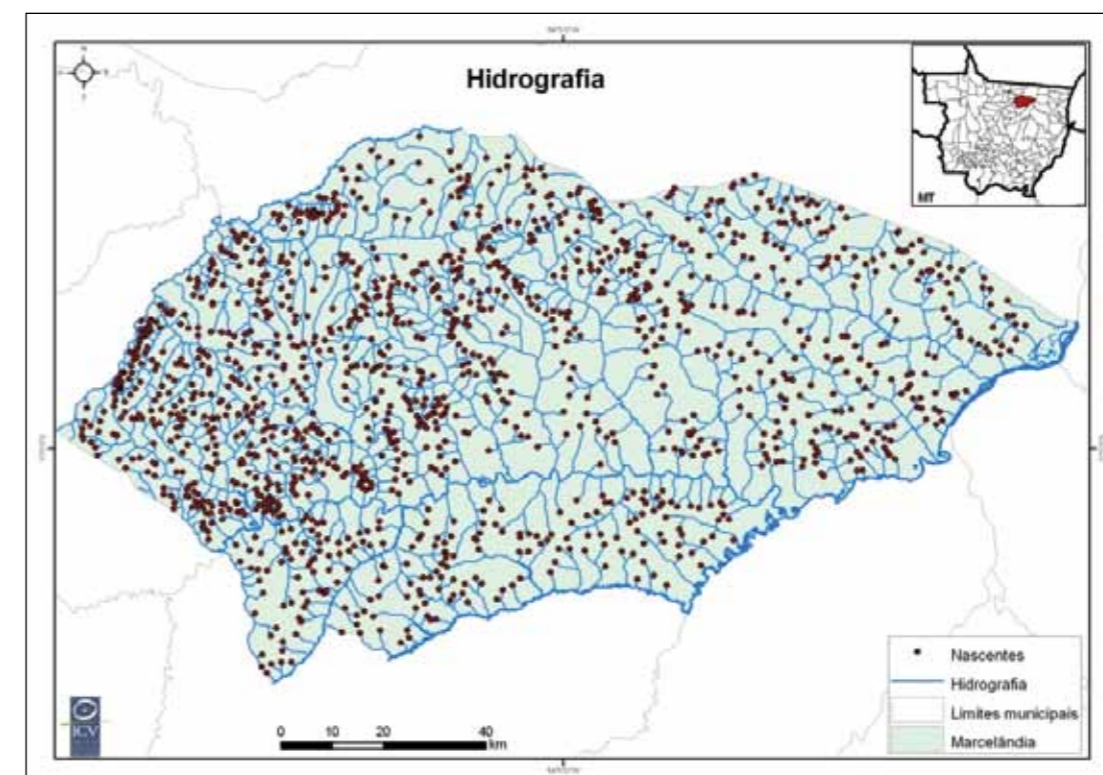 Hidrografia
MT
Nascentes
Hidrografia
Limites municipais
Marcelândia
ICV
0 10 20 40
km